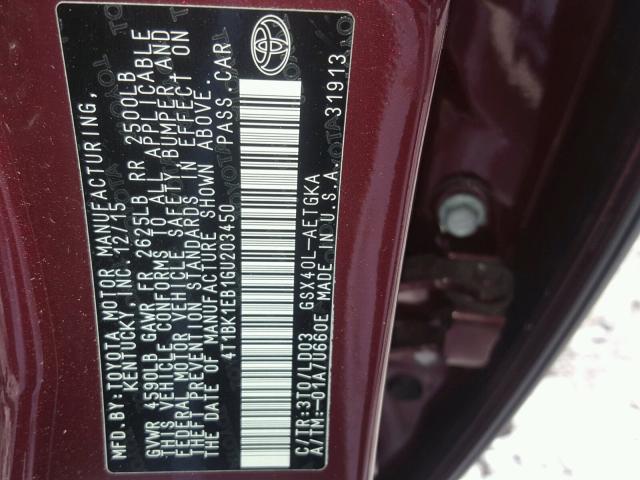 MFD.BY:TOYOTA MOTOR MANUFACTURING,
KENTUCKY, INC. 12/15
GVWR 4590LB GAWR FR 2625LB RR 2500LB
THIS VEHICLE CONFORMS TO ALL APPLICABLE
FEDERAL MOTOR VEHICLE SAFETY, BUMPER, AND
THEFT PREVENTION STANDARDS IN EFFECT ON
THE DATE OF MANUFACTURE SHOWN ABOVE.
4T1BK1EB1GU203450 PASS.CAR
C/TR:3T0/LD03 GSX40L-AETGKA
A/TM:-01A/U660E MADE IN U.S.A. 31913